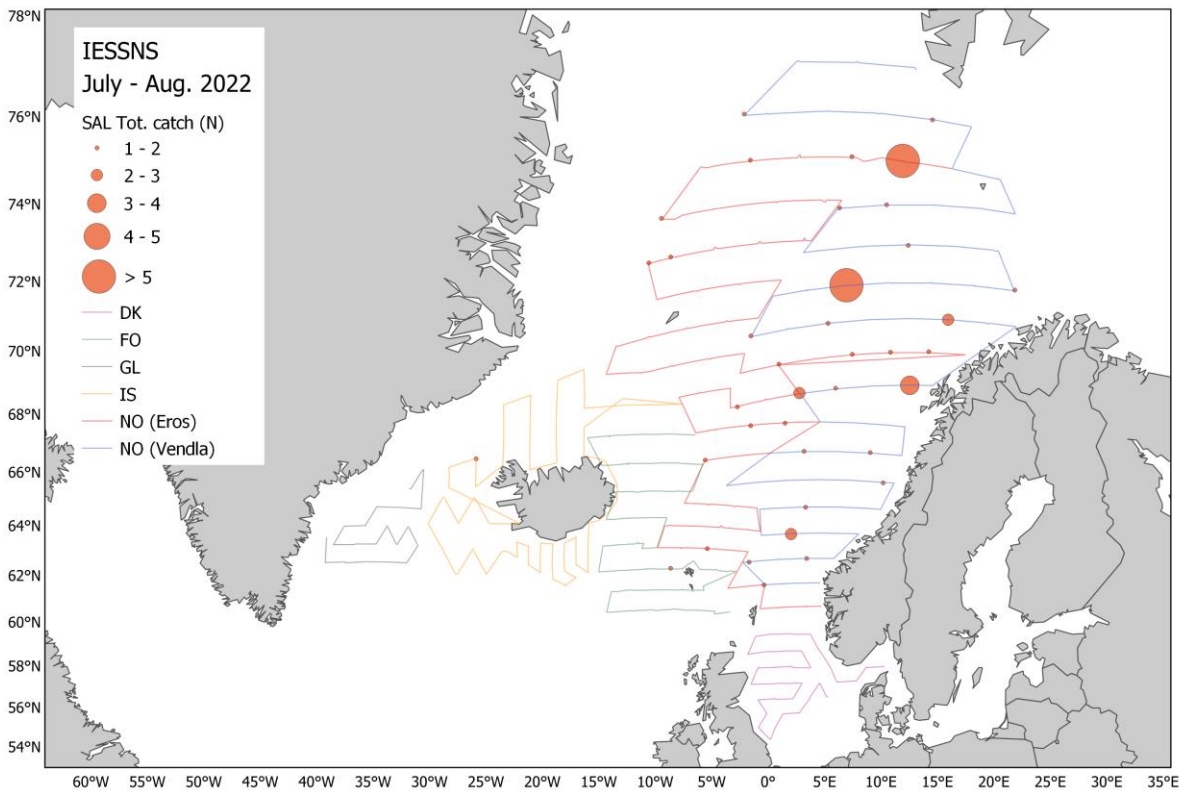 78°N
76°N
74°N
72°N
70°N
68°N
66°N
64°N
62°N
60°N
58°N
56°N
54°N
IESSNS
July - Aug. 2022
SAL Tot. catch (N)
1 - 2
2 - 3
3 - 4
4 - 5
> 5
DK
FO
GL
IS
NO (Eros)
NO (Vendla)
60°W 55°W 50°W 45°W 40°W 35°W 30°W 25°W 20°W 15°W 10°W 5°W 0° 5°E 10°E 15°E 20°E 25°E 30°E 35°E